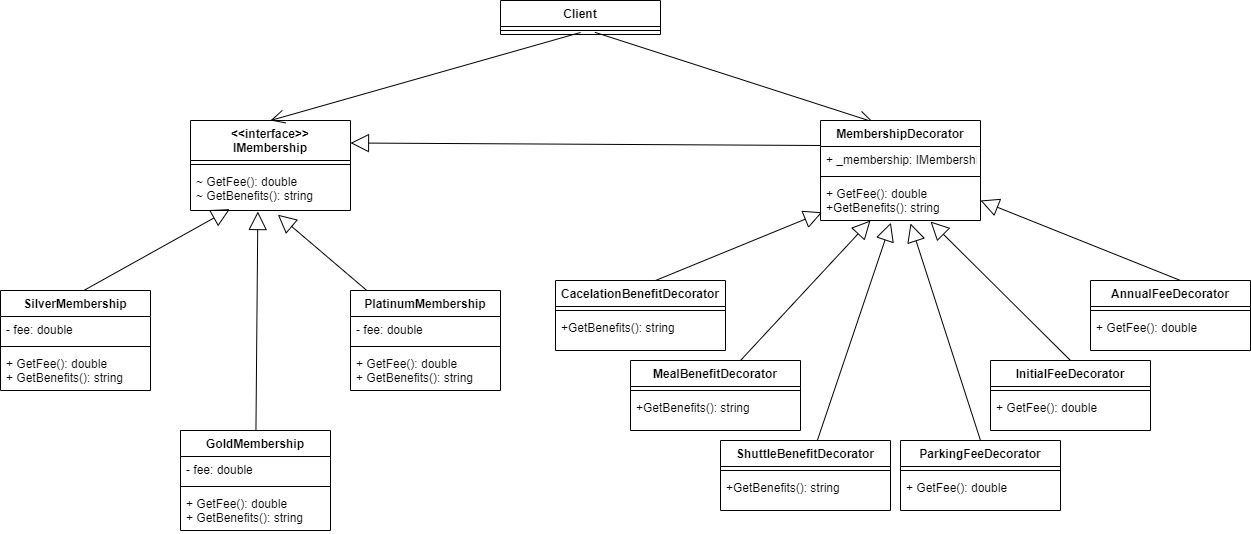 Client
<<interface>>
IMembership
~ GetFee(): double
~ GetBenefits(): string
MembershipDecorator
+ _membership: IMembershi
+ GetFee(): double
+GetBenefits(): string
SilverMembership
- fee: double
+ GetFee(): double
+ GetBenefits(): string
PlatinumMembership
- fee: double
+ GetFee(): double
+ GetBenefits(): string
GoldMembership
- fee: double
+ GetFee(): double
+ GetBenefits(): string
CacelationBenefitDecorator
+GetBenefits(): string
AnnualFeeDecorator
+ GetFee(): double
MealBenefitDecorator
+GetBenefits(): string
InitialFeeDecorator
+ GetFee(): double
ShuttleBenefitDecorator
+GetBenefits(): string
ParkingFeeDecorator
+ GetFee(): double